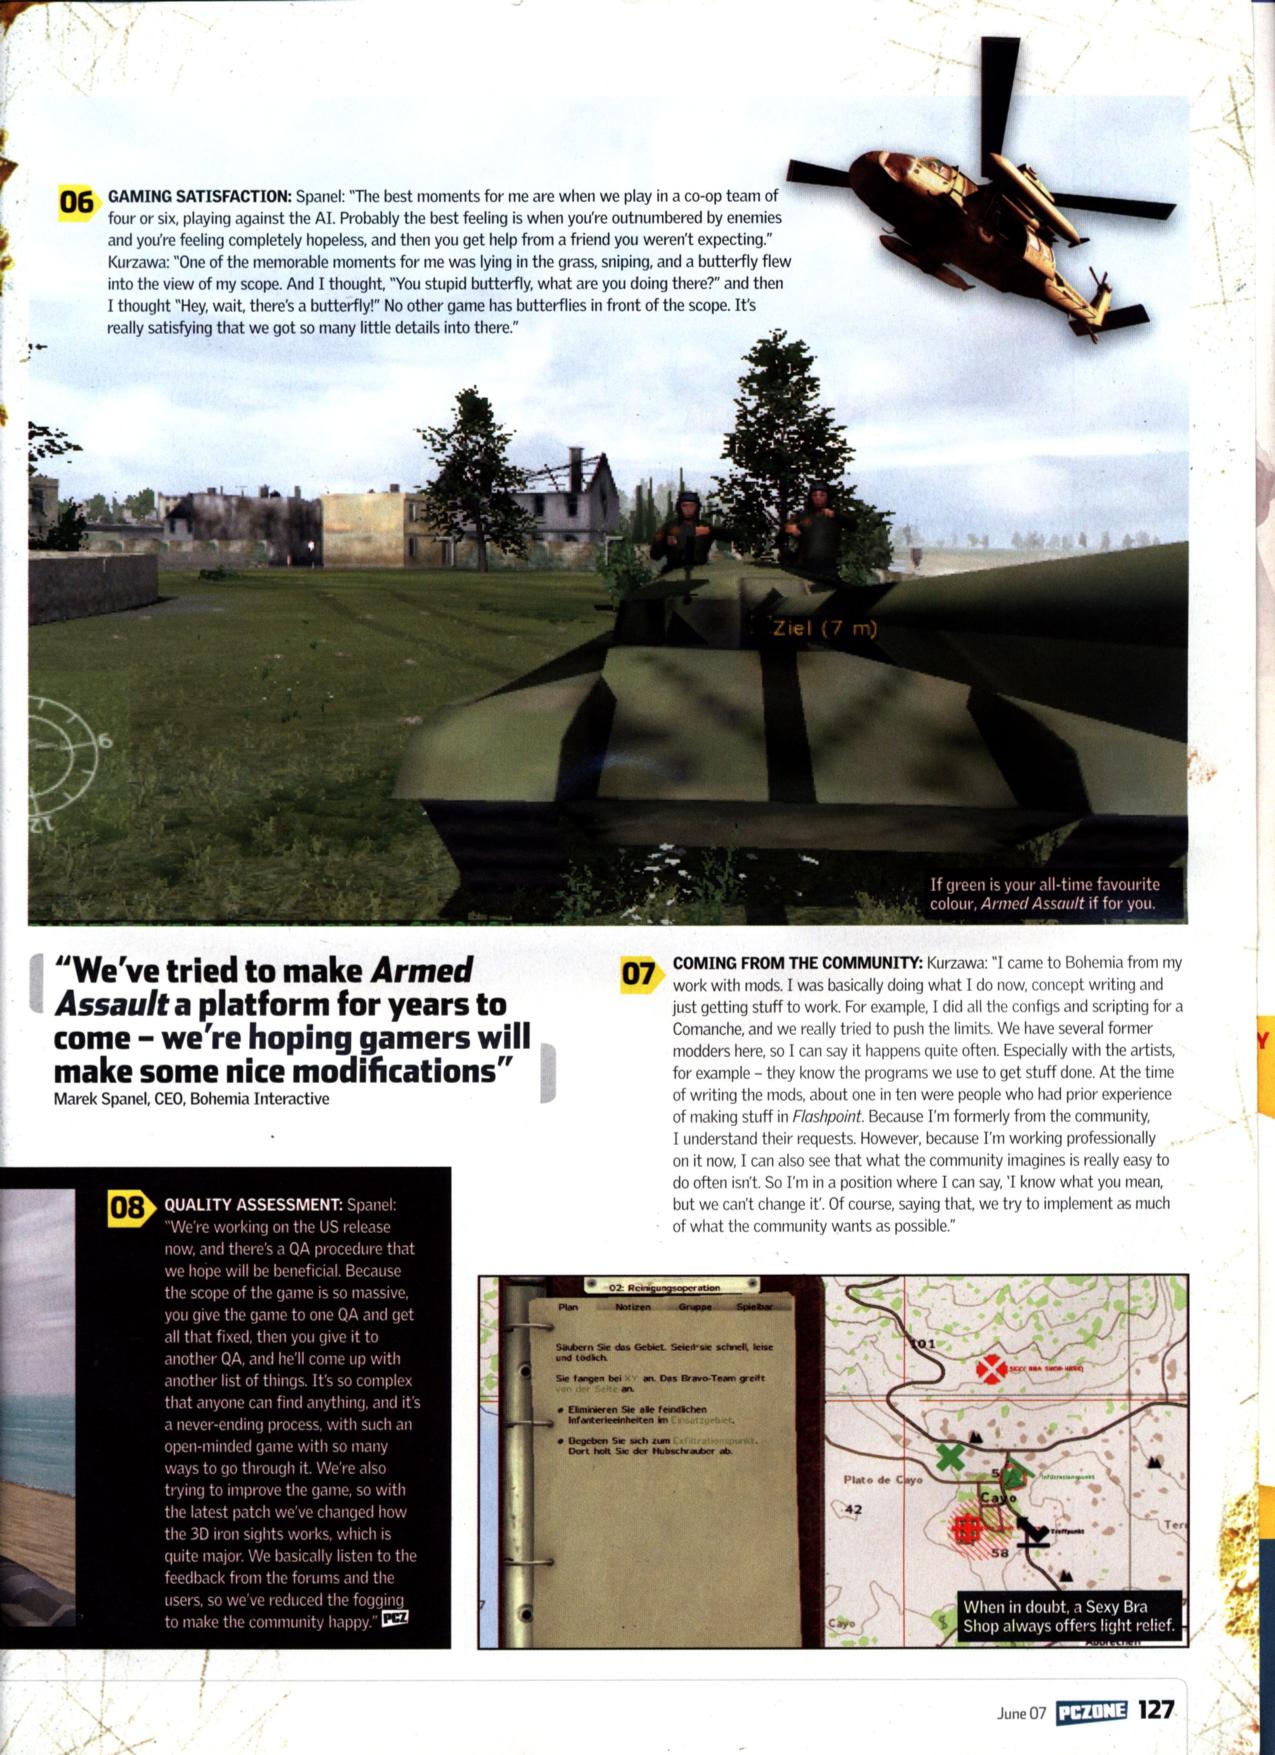 06 GAMING SATISFACTION: Spanel: "The best moments for me are when we play in a co-op team of
four or six, playing against the AI. Probably the best feeling is when you're outnumbered by enemies
and you're feeling completely hopeless, and then you get help from a friend you weren't expecting."
Kurzawa: "One of the memorable moments for me was lying in the grass, sniping, and a butterfly flew
into the view of my scope. And I thought, "You stupid butterfly, what are you doing there?" and then
I thought "Hey, wait, there's a butterfly!" No other game has butterflies in front of the scope. It's
really satisfying that we got so many little details into there."
Ziel (7 m)
9
12
If green is your all-time favourite
colour, Armed Assault if for you.
"We've tried to make Armed
Assault a platform for years to
come – we're hoping gamers will
make some nice modifications"
Marek Spanel, CEO, Bohemia Interactive
07 COMING FROM THE COMMUNITY: Kurzawa: "I came to Bohemia from my
work with mods. I was basically doing what I do now, concept writing and
just getting stuff to work. For example, I did all the configs and scripting for a
Comanche, and we really tried to push the limits. We have several former
modders here, so I can say it happens quite often. Especially with the artists,
for example – they know the programs we use to get stuff done. At the time
of writing the mods, about one in ten were people who had prior experience
of making stuff in Flashpoint. Because I'm formerly from the community,
I understand their requests. However, because I'm working professionally
on it now, I can also see that what the community imagines is really easy to
do often isn't. So I'm in a position where I can say, 'I know what you mean,
but we can't change it'. Of course, saying that, we try to implement as much
of what the community wants as possible."
08 QUALITY ASSESSMENT: Spanel:
"We're working on the US release
now, and there's a QA procedure that
we hope will be beneficial. Because
the scope of the game is so massive,
you give the game to one QA and get
all that fixed, then you give it to
another QA, and he'll come up with
another list of things. It's so complex
that anyone can find anything, and it's
a never-ending process, with such an
open-minded game with so many
ways to go through it. We're also
trying to improve the game, so with
the latest patch we've changed how
the 3D iron sights works, which is
quite major. We basically listen to the
feedback from the forums and the
users, so we've reduced the fogging
to make the community happy." PCZ
02: Reinigungsoperation
Plan Notizen Gruppe Spielbar
Säubern Sie das Gebiet. Seien sie schnell, leise
und tödlich.
Sie fangen bei XY an. Das Bravo-Team greift
von der Seite an.
Eliminieren Sie alle feindlichen
Infanterieeinheiten im Einsatzgebiet.
Begeben Sie sich zum Exfiltrationspunkt.
Dort holt Sie der Hubschrauber ab.
101
SEXY BRA SHOP
Plato de Cayo
5
Infiltrationspunkt
Cayo
42
Treffpunkt
Terr
58
7
Cayo
Abbrechen
When in doubt, a Sexy Bra
Shop always offers light relief.
June 07 PCZONE 127
Y